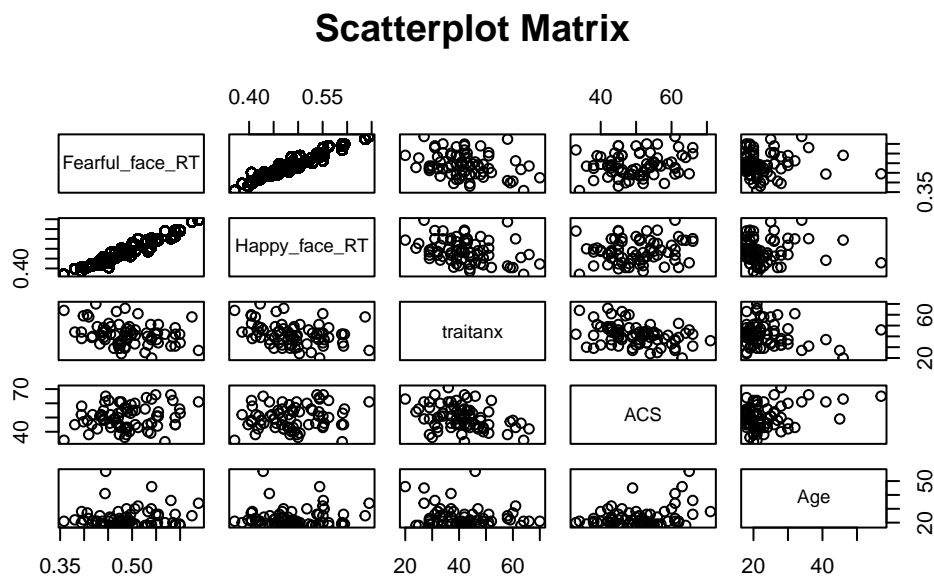 Scatterplot Matrix
0.40 0.55 40 60
Fearful_face_RT
0.35
Happy_face_RT
0.40
traitanx
20 60
ACS
40 70
Age
20 50
0.35 0.50 20 40 60 20 40